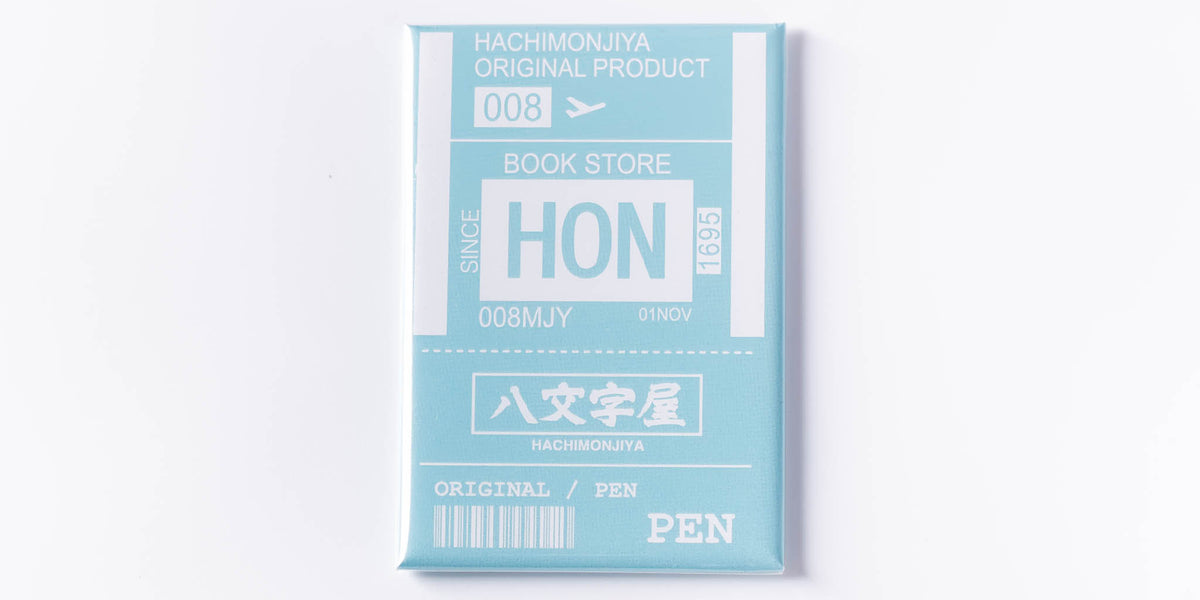 HACHIMONJIYA
ORIGINAL PRODUCT
008
BOOK STORE
SINCE
HON
1695
008MJY
01NOV
八文字屋
HACHIMONJIYA
ORIGINAL / PEN
PEN